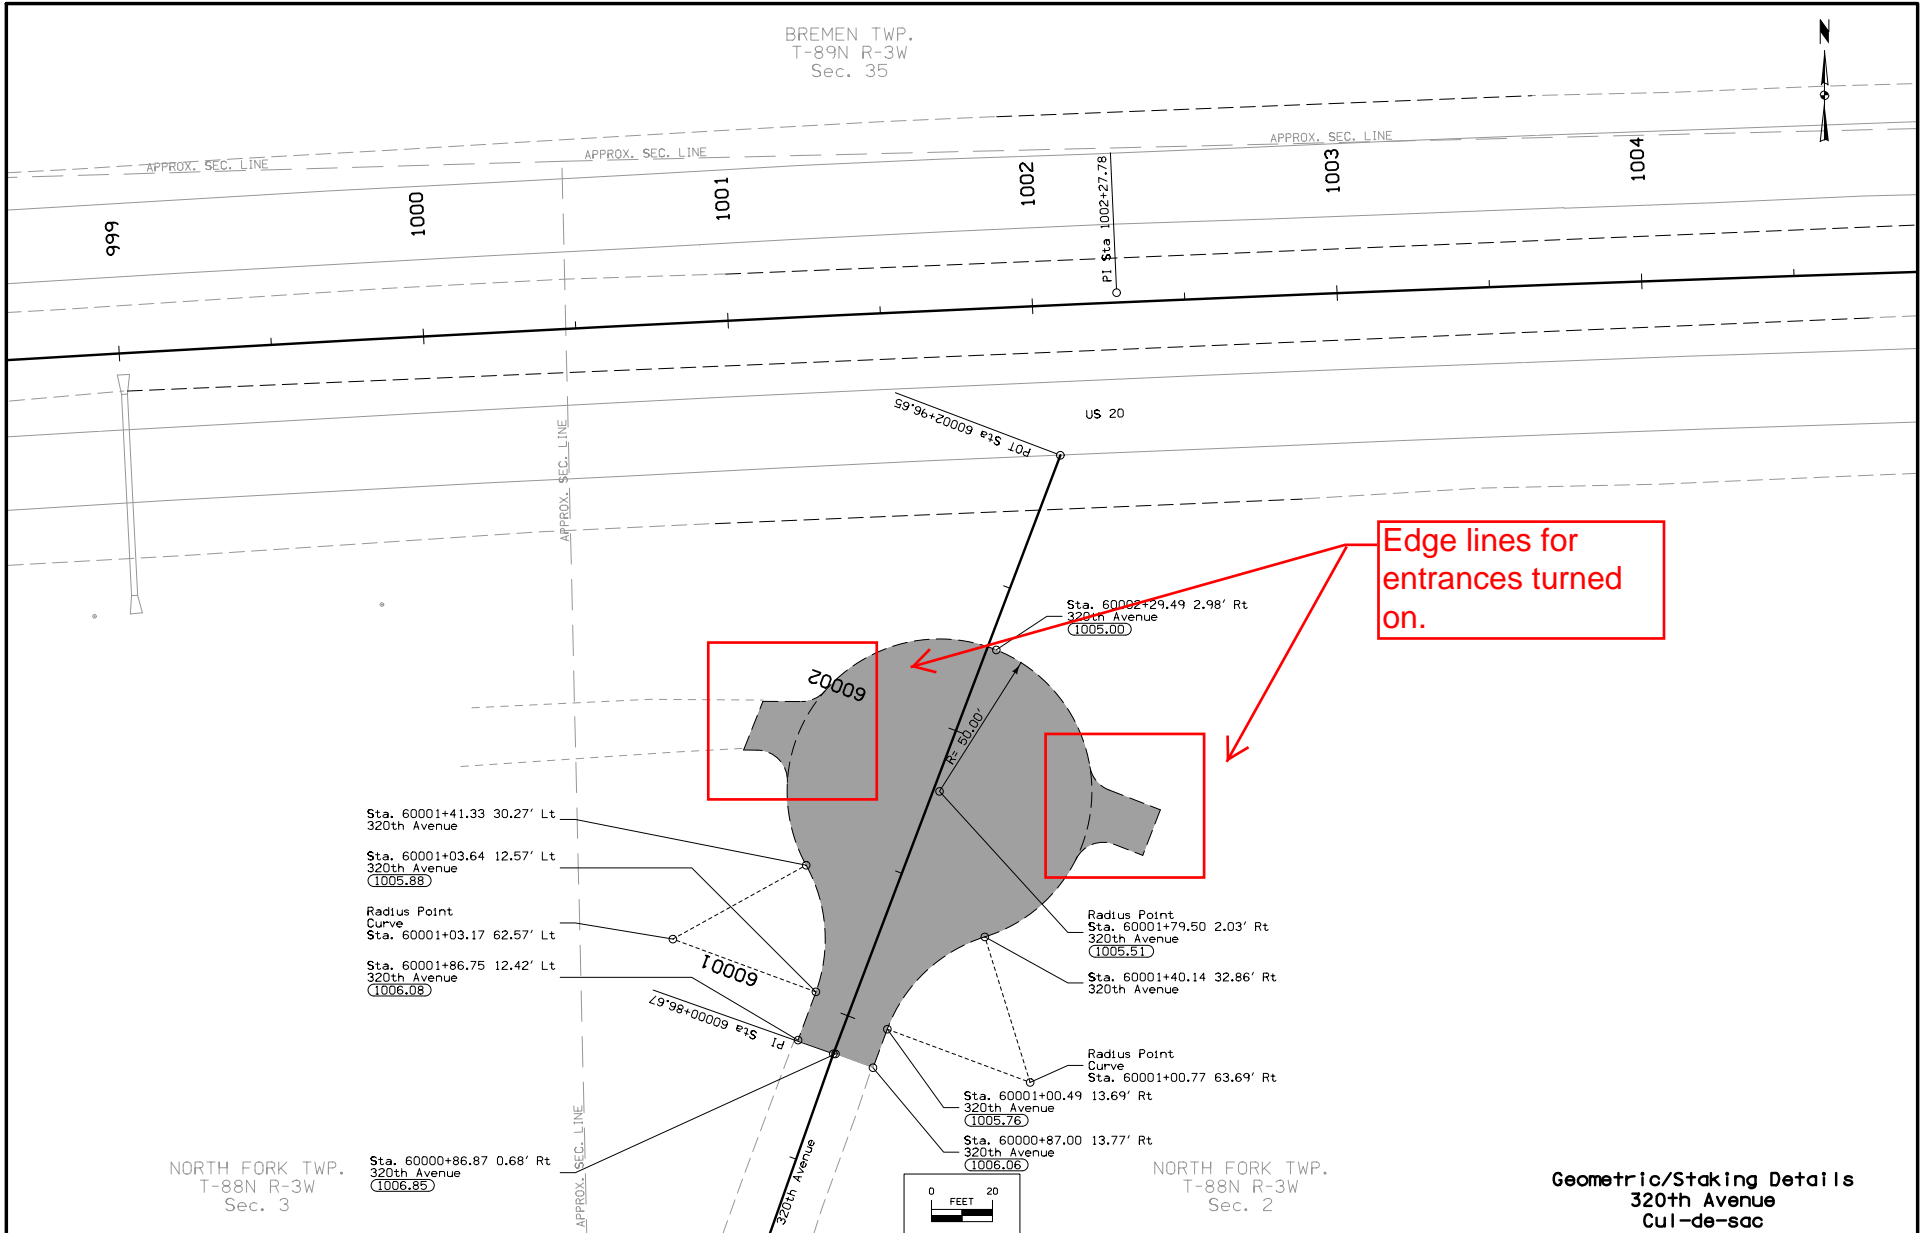 BREMEN TWP.
T-89N R-3W
Sec. 35
N
APPROX. SEC. LINE
APPROX. SEC. LINE
APPROX. SEC. LINE
999
1000
1001
1002
PI Sta 1002+27.78
1003
1004
US 20
POT Sta 60002+96.65
APPROX. SEC. LINE
Edge lines for
entrances turned
on.
Sta. 60002+29.49 2.98' Rt
320th Avenue
1005.00
60002
R= 50.00'
Sta. 60001+41.33 30.27' Lt
320th Avenue
Sta. 60001+03.64 12.57' Lt
320th Avenue
1005.88
Radius Point
Curve
Sta. 60001+03.17 62.57' Lt
Sta. 60001+86.75 12.42' Lt
320th Avenue
1006.08
60001
PI Sta 60000+86.67
Radius Point
Sta. 60001+79.50 2.03' Rt
320th Avenue
1005.51
Sta. 60001+40.14 32.86' Rt
320th Avenue
Radius Point
Curve
Sta. 60001+00.77 63.69' Rt
Sta. 60001+00.49 13.69' Rt
320th Avenue
1005.76
Sta. 60000+87.00 13.77' Rt
320th Avenue
1006.06
Sta. 60000+86.87 0.68' Rt
320th Avenue
1006.85
APPROX. SEC. LINE
320th Avenue
NORTH FORK TWP.
T-88N R-3W
Sec. 3
0 20
FEET
NORTH FORK TWP.
T-88N R-3W
Sec. 2
Geometric/Staking Details
320th Avenue
Cul-de-sac